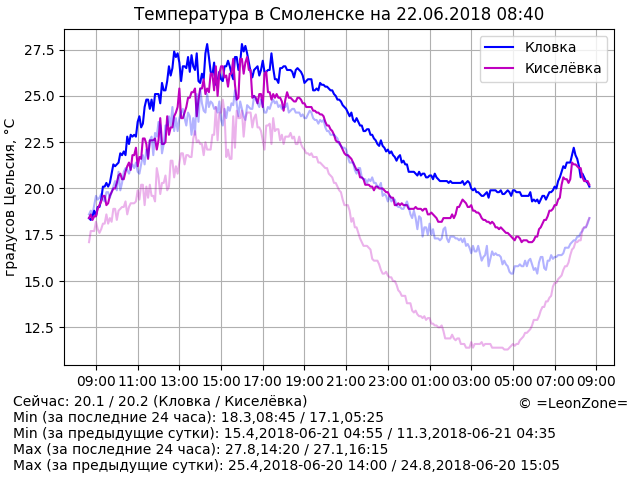 Температура в Смоленске на 22.06.2018 08:40
Кловка
Киселёвка
градусов Цельсия, °C
27.5
25.0
22.5
20.0
17.5
15.0
12.5
09:00 11:00 13:00 15:00 17:00 19:00 21:00 23:00 01:00 03:00 05:00 07:00 09:00
© =LeonZone=
Сейчас: 20.1 / 20.2 (Кловка / Киселёвка)
Min (за последние 24 часа): 18.3,08:45 / 17.1,05:25
Min (за предыдущие сутки): 15.4,2018-06-21 04:55 / 11.3,2018-06-21 04:35
Max (за последние 24 часа): 27.8,14:20 / 27.1,16:15
Max (за предыдущие сутки): 25.4,2018-06-20 14:00 / 24.8,2018-06-20 15:05